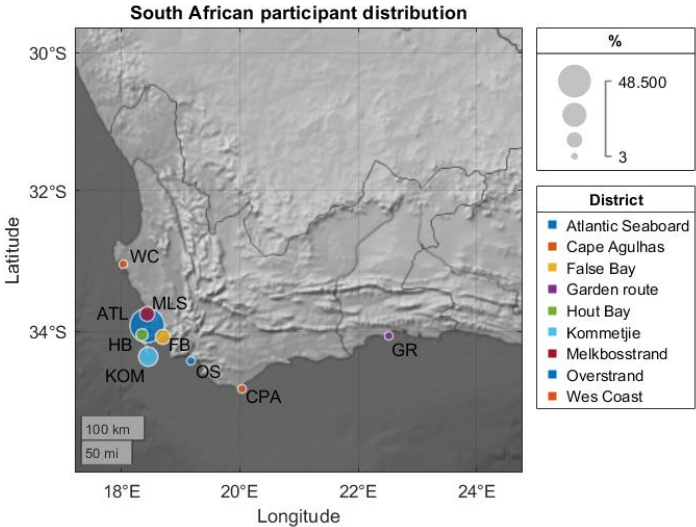 South African participant distribution
30°S
32°S
34°S
Latitude
WC
ATL
MLS
HB
FB
KOM
OS
CPA
GR
100 km
50 mi
18°E
20°E
22°E
24°E
Longitude
%
48.500
3
District
Atlantic Seaboard
Cape Agulhas
False Bay
Garden route
Hout Bay
Kommetjie
Melkbosstrand
Overstrand
Wes Coast